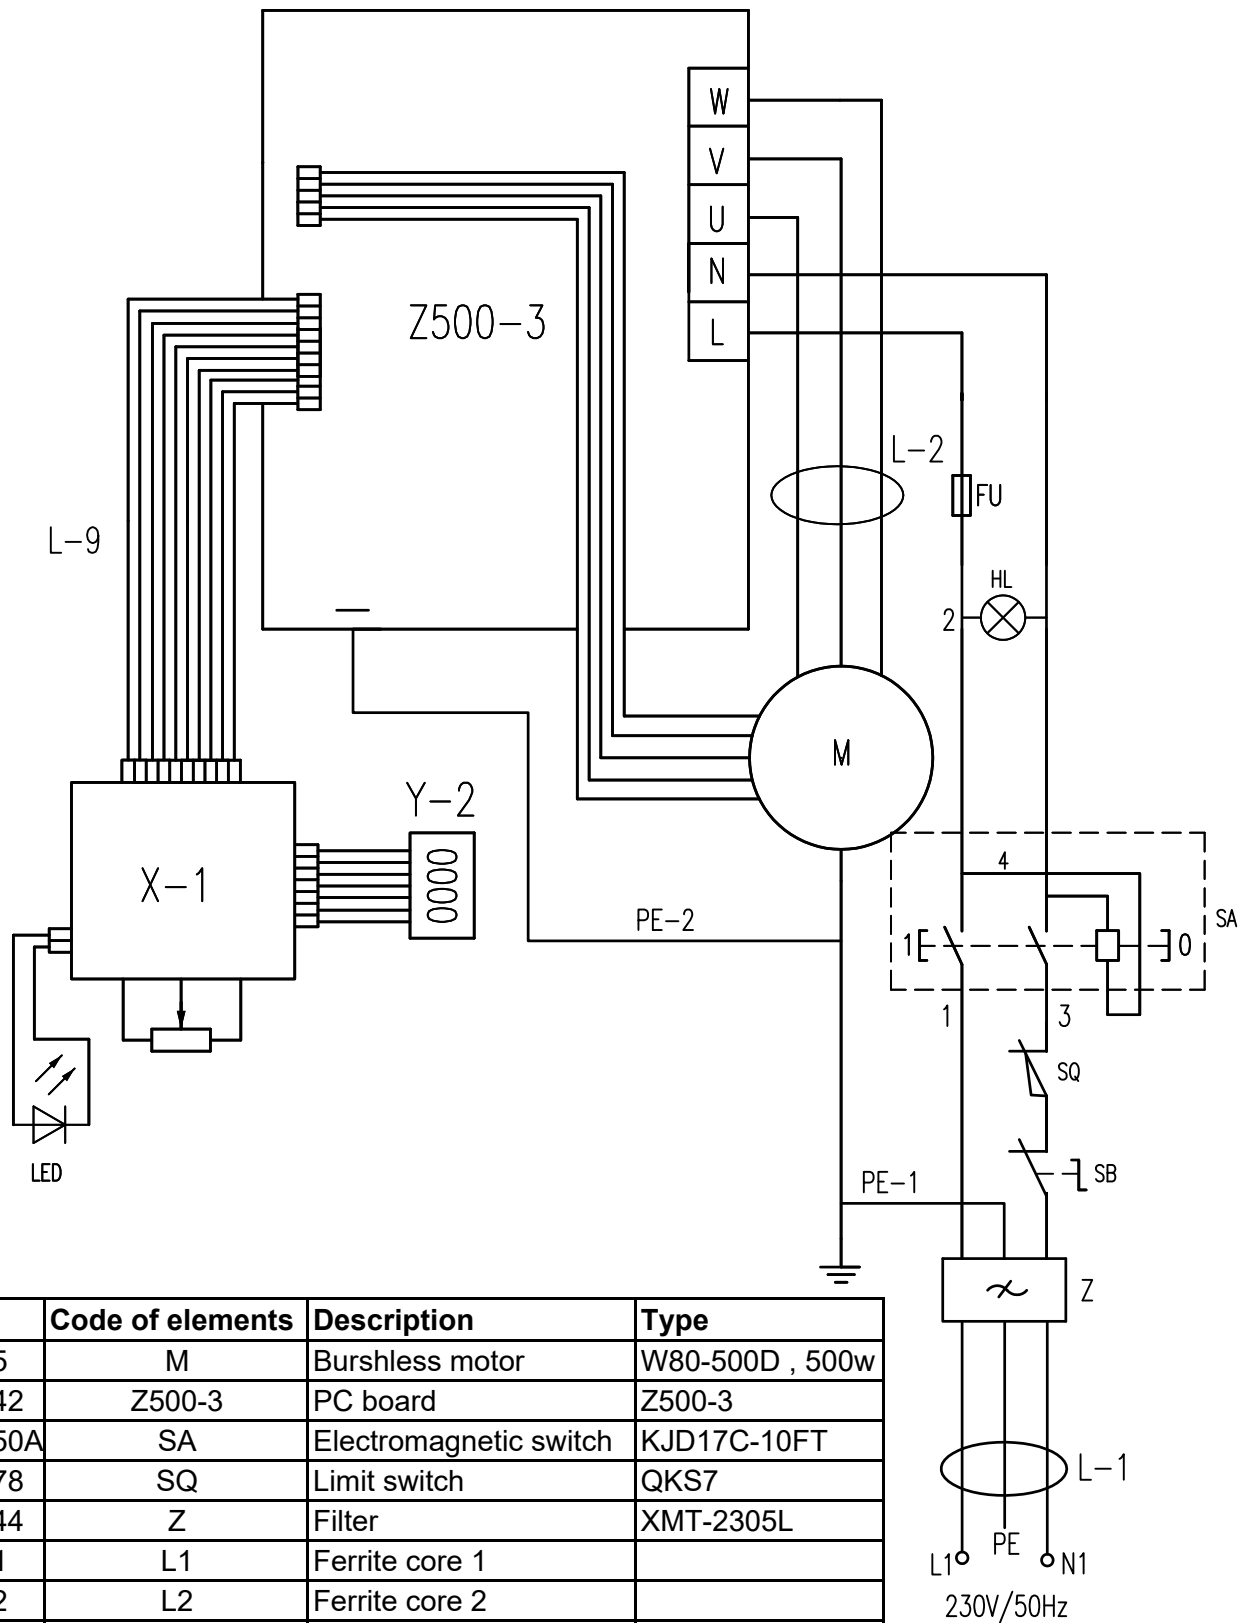 W
V
U
N
L
Z500-3
L-2
FU
L-9
HL
2
M
Y-2
X-1
4
PE-2
SA
1
0
1
3
SQ
SB
LED
PE-1
Z
Code of elements Description Type
5 M Burshless motor W80-500D , 500w
42 Z500-3 PC board Z500-3
50A SA Electromagnetic switch KJD17C-10FT
78 SQ Limit switch QKS7
44 Z Filter XMT-2305L
1 L1 Ferrite core 1
2 L2 Ferrite core 2
L-1
PE
L1
N1
230V/50Hz